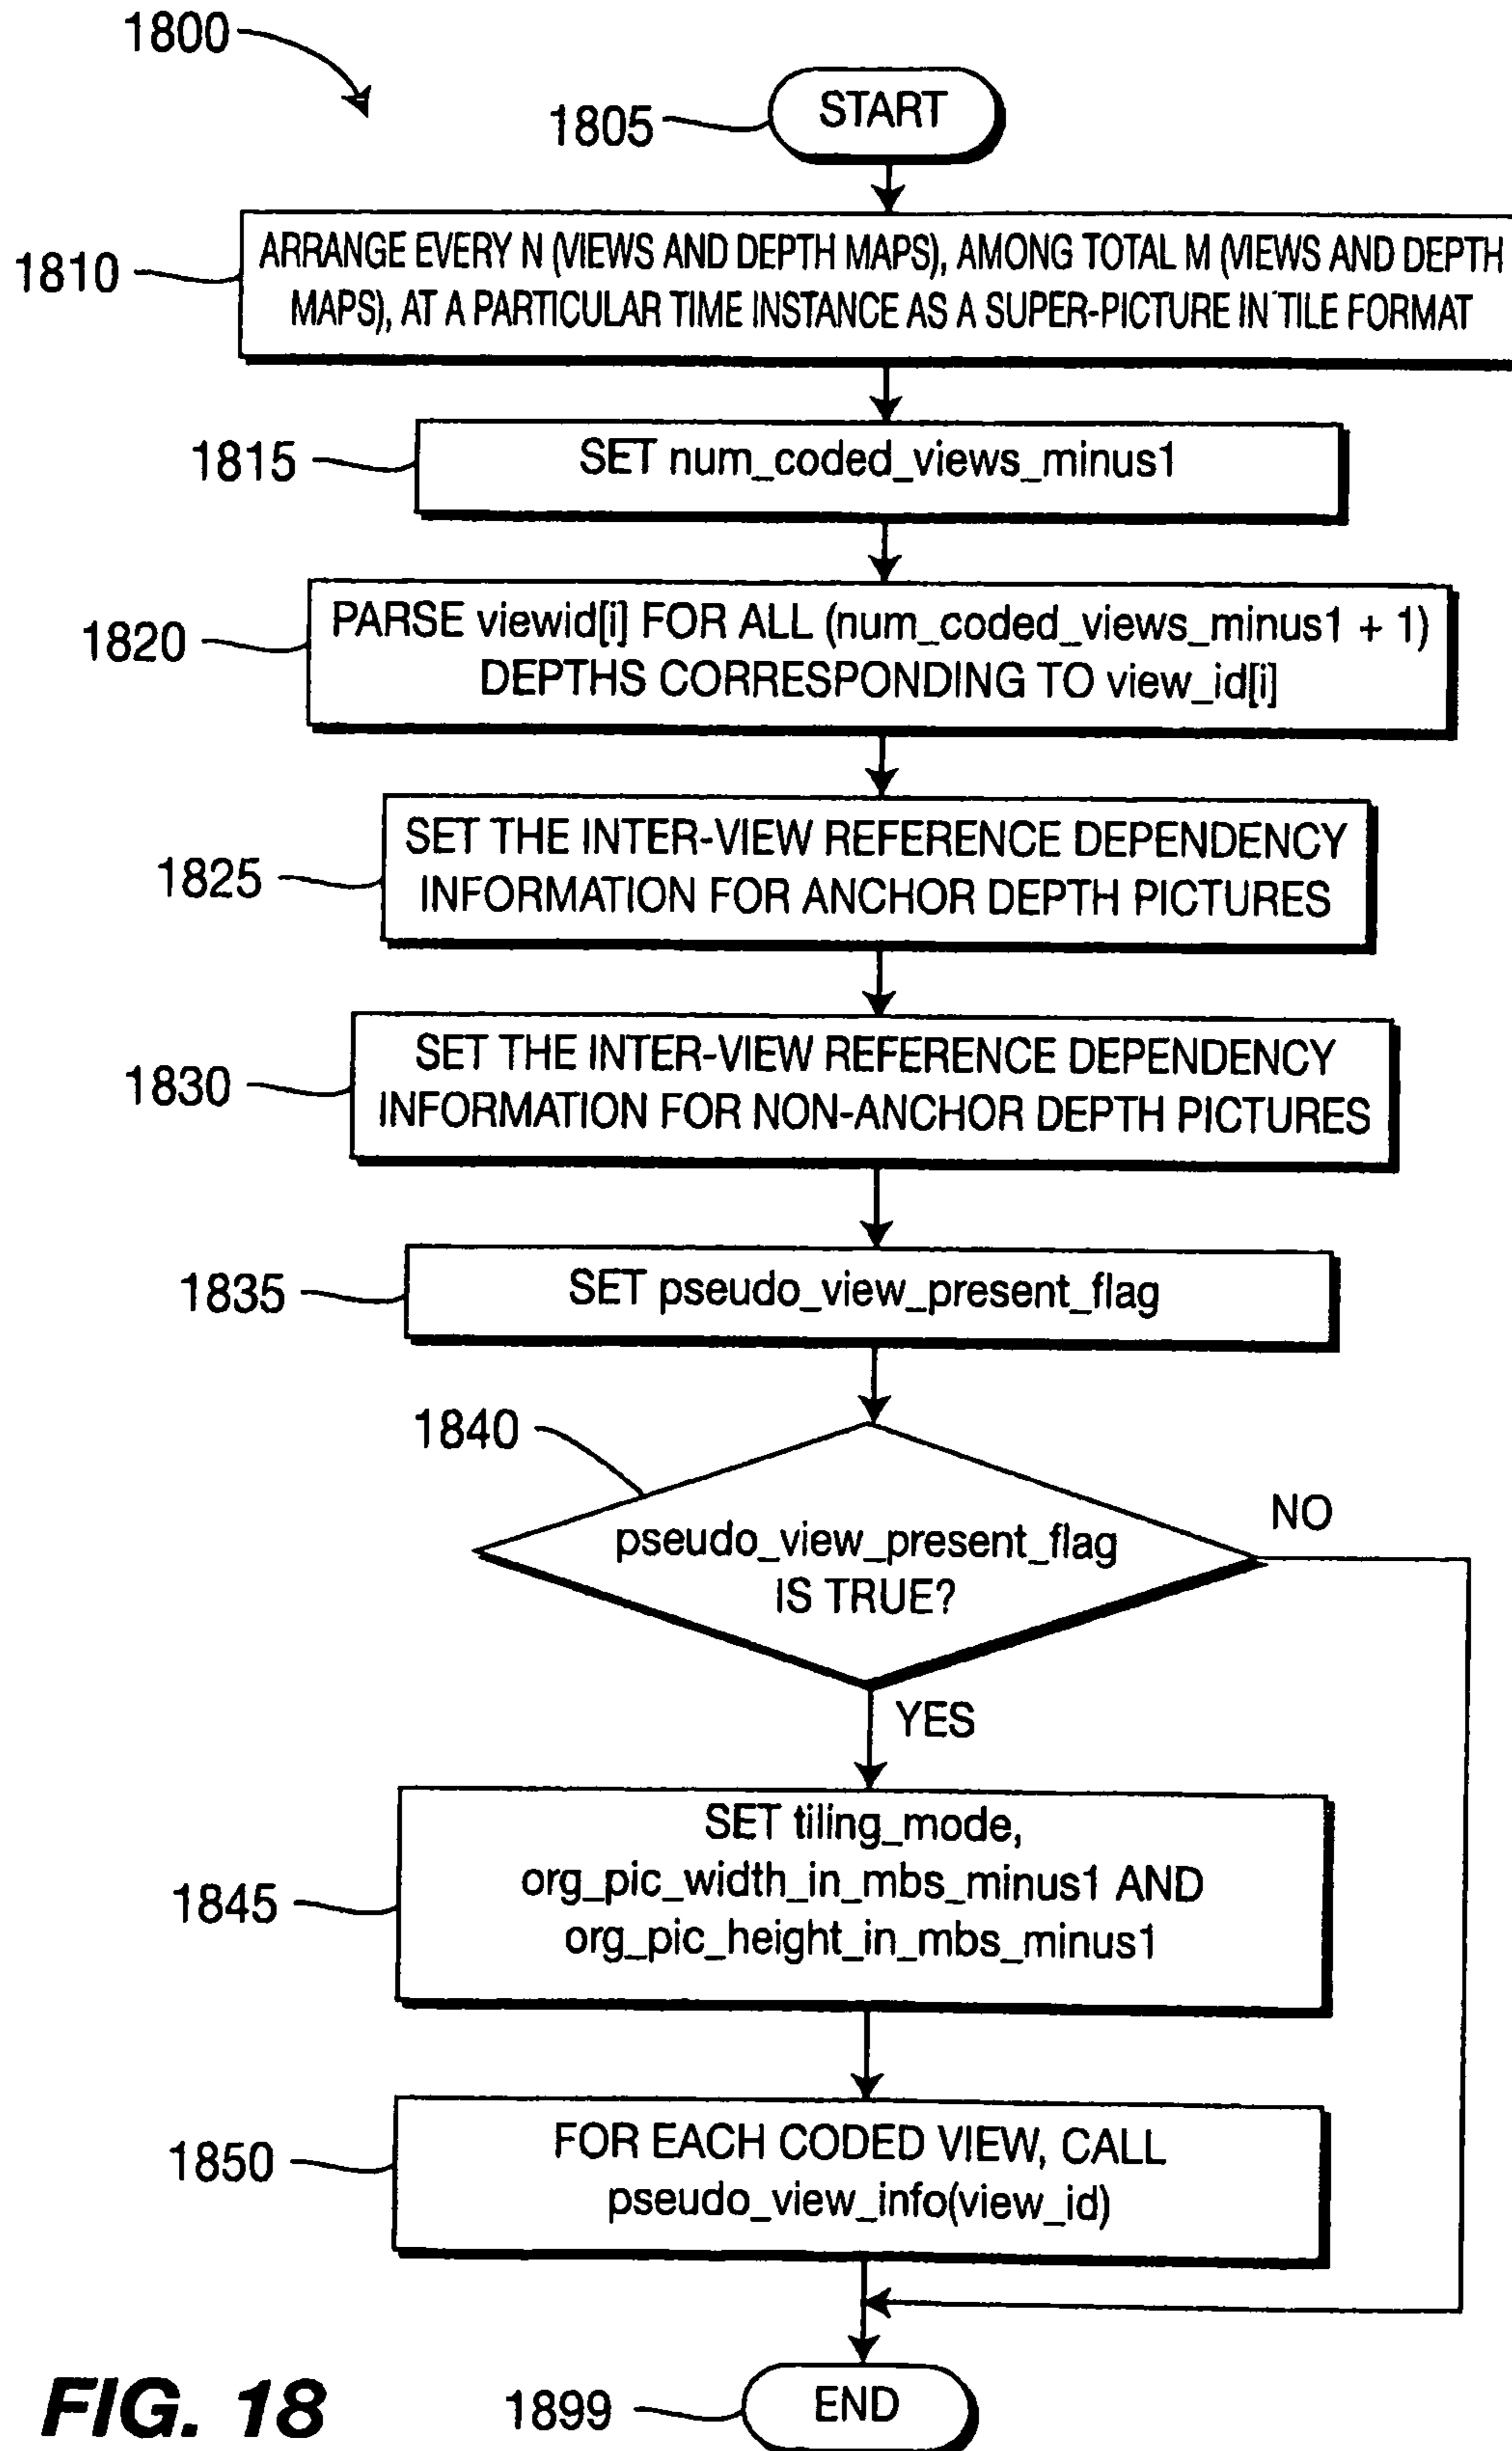 1800
1805
START
1810
ARRANGE EVERY N (VIEWS AND DEPTH MAPS), AMONG TOTAL M (VIEWS AND DEPTH
MAPS), AT A PARTICULAR TIME INSTANCE AS A SUPER-PICTURE IN TILE FORMAT
1815
SET num_coded_views_minus1
1820
PARSE viewid[i] FOR ALL (num_coded_views_minus1 + 1)
DEPTHS CORRESPONDING TO view_id[i]
1825
SET THE INTER-VIEW REFERENCE DEPENDENCY
INFORMATION FOR ANCHOR DEPTH PICTURES
1830
SET THE INTER-VIEW REFERENCE DEPENDENCY
INFORMATION FOR NON-ANCHOR DEPTH PICTURES
1835
SET pseudo_view_present_flag
1840
pseudo_view_present_flag
IS TRUE?
NO
YES
1845
SET tiling_mode,
org_pic_width_in_mbs_minus1 AND
org_pic_height_in_mbs_minus1
1850
FOR EACH CODED VIEW, CALL
pseudo_view_info(view_id)
1899
END
FIG. 18